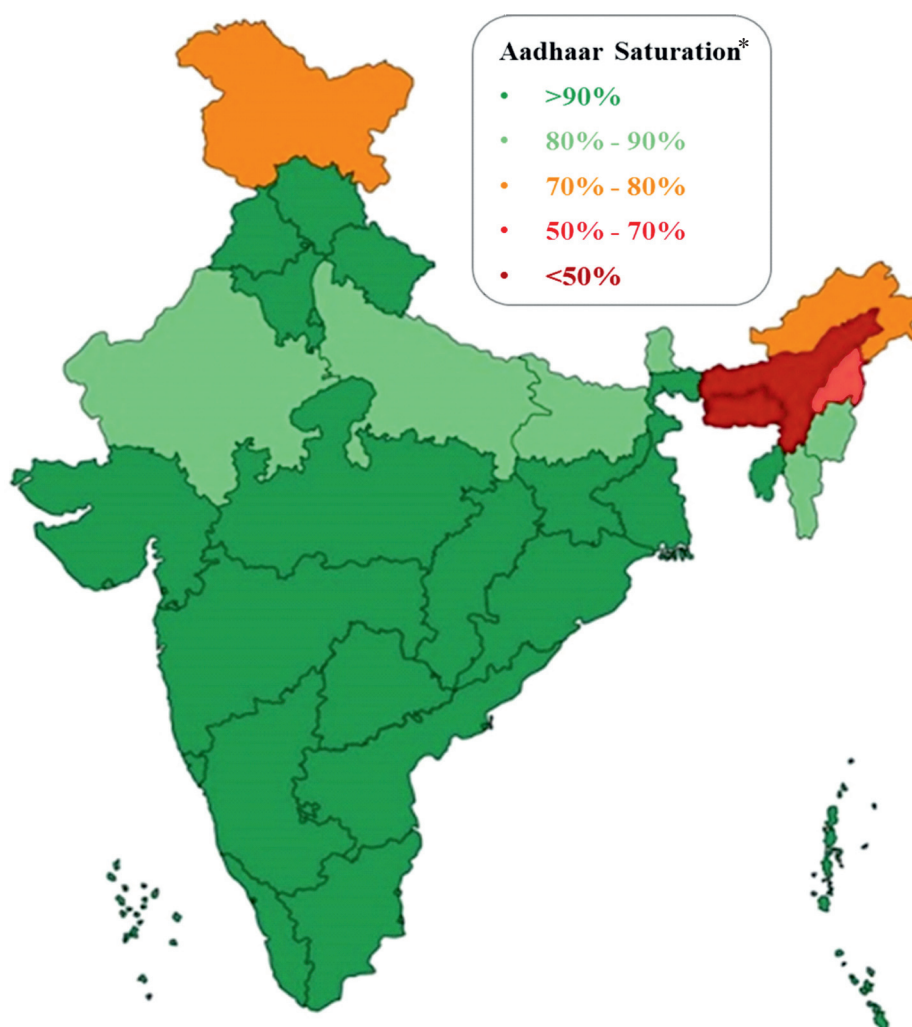 Aadhaar Saturation*
• >90%
• 80% - 90%
• 70% - 80%
• 50% - 70%
• <50%